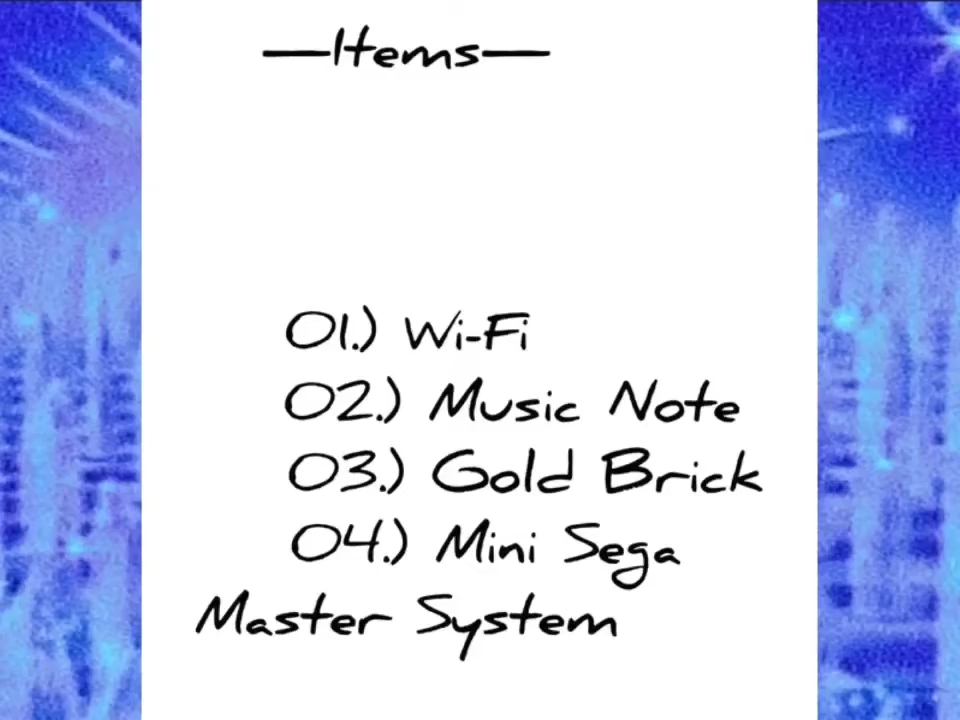 —Items—
01.) Wi-Fi
02.) Music Note
03.) Gold Brick
04.) Mini Sega
Master System